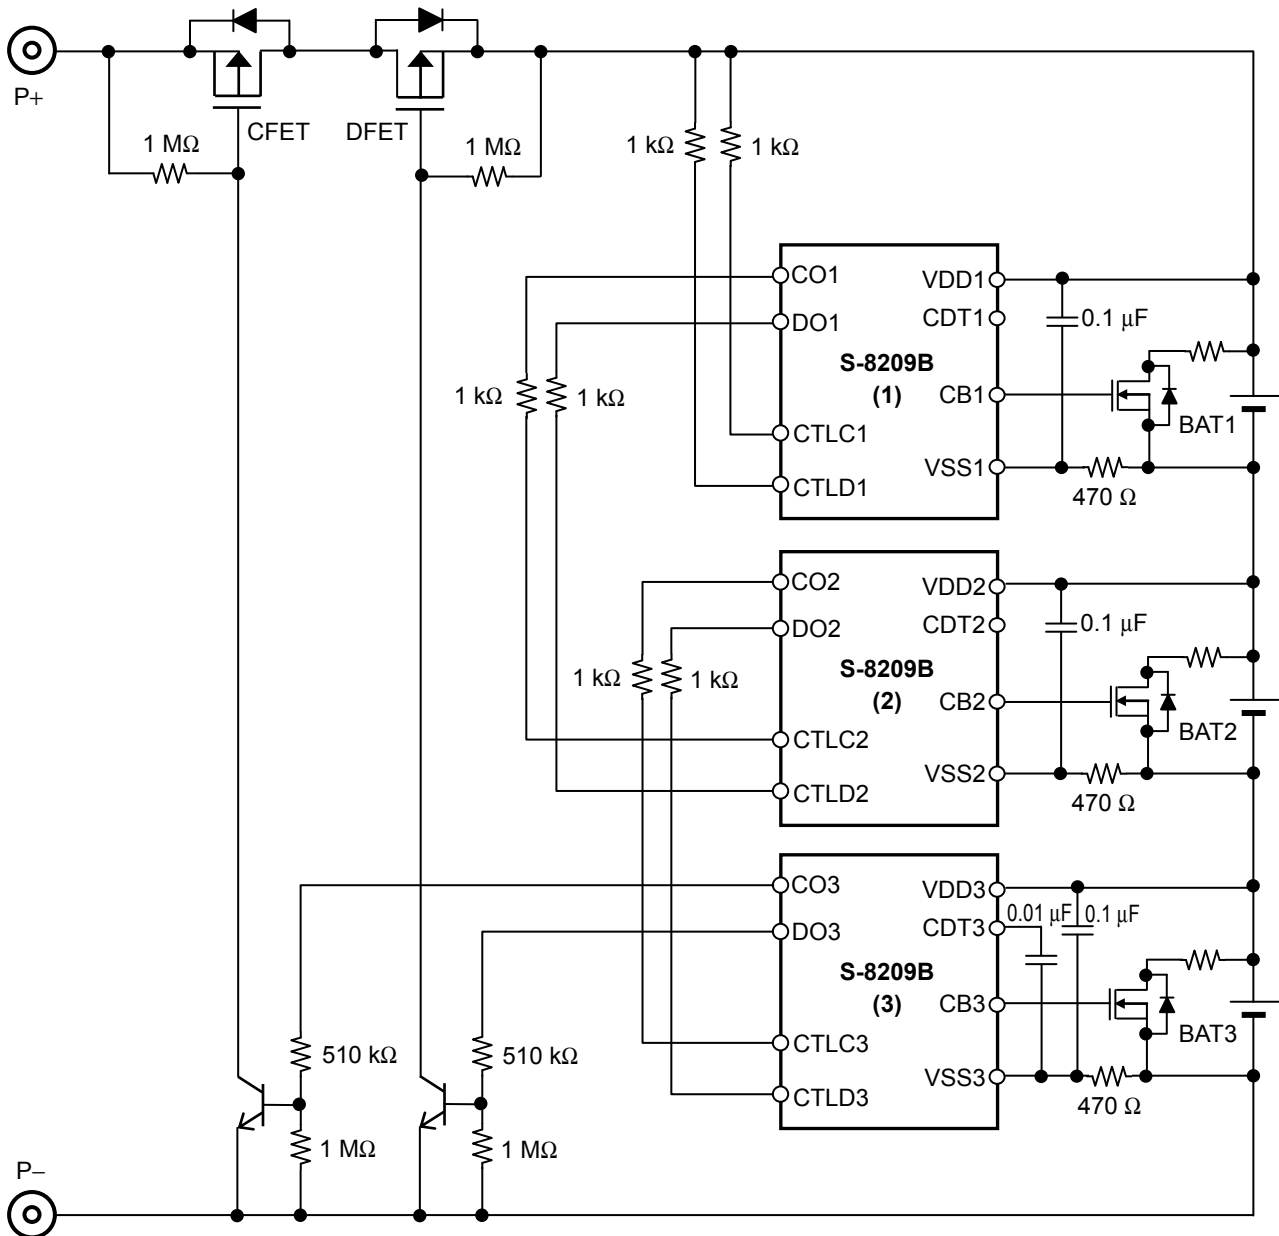 P+
CFET
DFET
1 MΩ
1 MΩ
1 kΩ
1 kΩ
CO1
VDD1
DO1
CDT1
0.1 μF
S-8209B
(1)
CB1
1 kΩ
1 kΩ
BAT1
CTLC1
VSS1
CTLD1
470 Ω
CO2
VDD2
DO2
CDT2
0.1 μF
S-8209B
(2)
1 kΩ
1 kΩ
CB2
BAT2
CTLC2
VSS2
CTLD2
470 Ω
CO3
VDD3
0.01 μF
0.1 μF
DO3
CDT3
S-8209B
(3)
CB3
BAT3
510 kΩ
510 kΩ
CTLC3
VSS3
CTLD3
470 Ω
1 MΩ
1 MΩ
P−